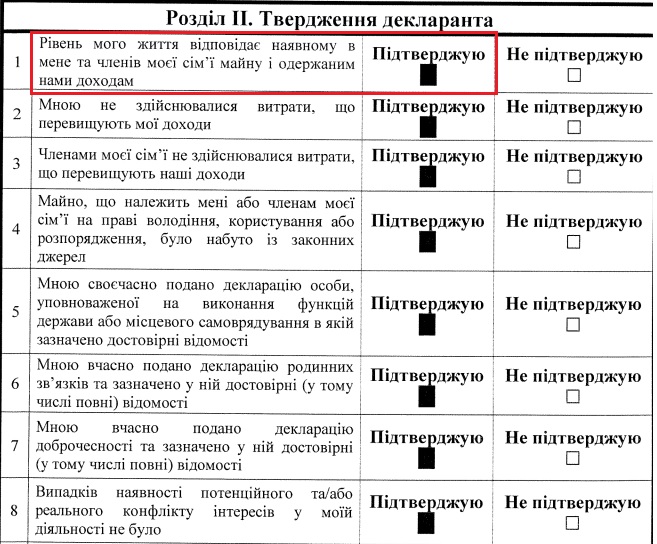 Розділ II. Твердження декларанта
1
Рівень мого життя відповідає наявному в
мене та членів моєї сім’ї майну і одержаним
нами доходам
Підтверджую
Не підтверджую
2
Мною не здійснювалися витрати, що
перевищують мої доходи
Підтверджую
Не підтверджую
3
Членами моєї сім’ї не здійснювалися витрати,
що перевищують наші доходи
Підтверджую
Не підтверджую
4
Майно, що належить мені або членам моєї
сім’ї на праві володіння, користування або
розпорядження, було набуто із законних
джерел
Підтверджую
Не підтверджую
5
Мною своєчасно подано декларацію особи,
уповноваженої на виконання функцій
держави або місцевого самоврядування в якій
зазначено достовірні відомості
Підтверджую
Не підтверджую
6
Мною вчасно подано декларацію родинних
зв’язків та зазначено у ній достовірні (у тому
числі повні) відомості
Підтверджую
Не підтверджую
7
Мною вчасно подано декларацію
доброчесності та зазначено у ній достовірні
(у тому числі повні) відомості
Підтверджую
Не підтверджую
8
Випадків наявності потенційного та/або
реального конфлікту інтересів у моїй
діяльності не було
Підтверджую
Не підтверджую